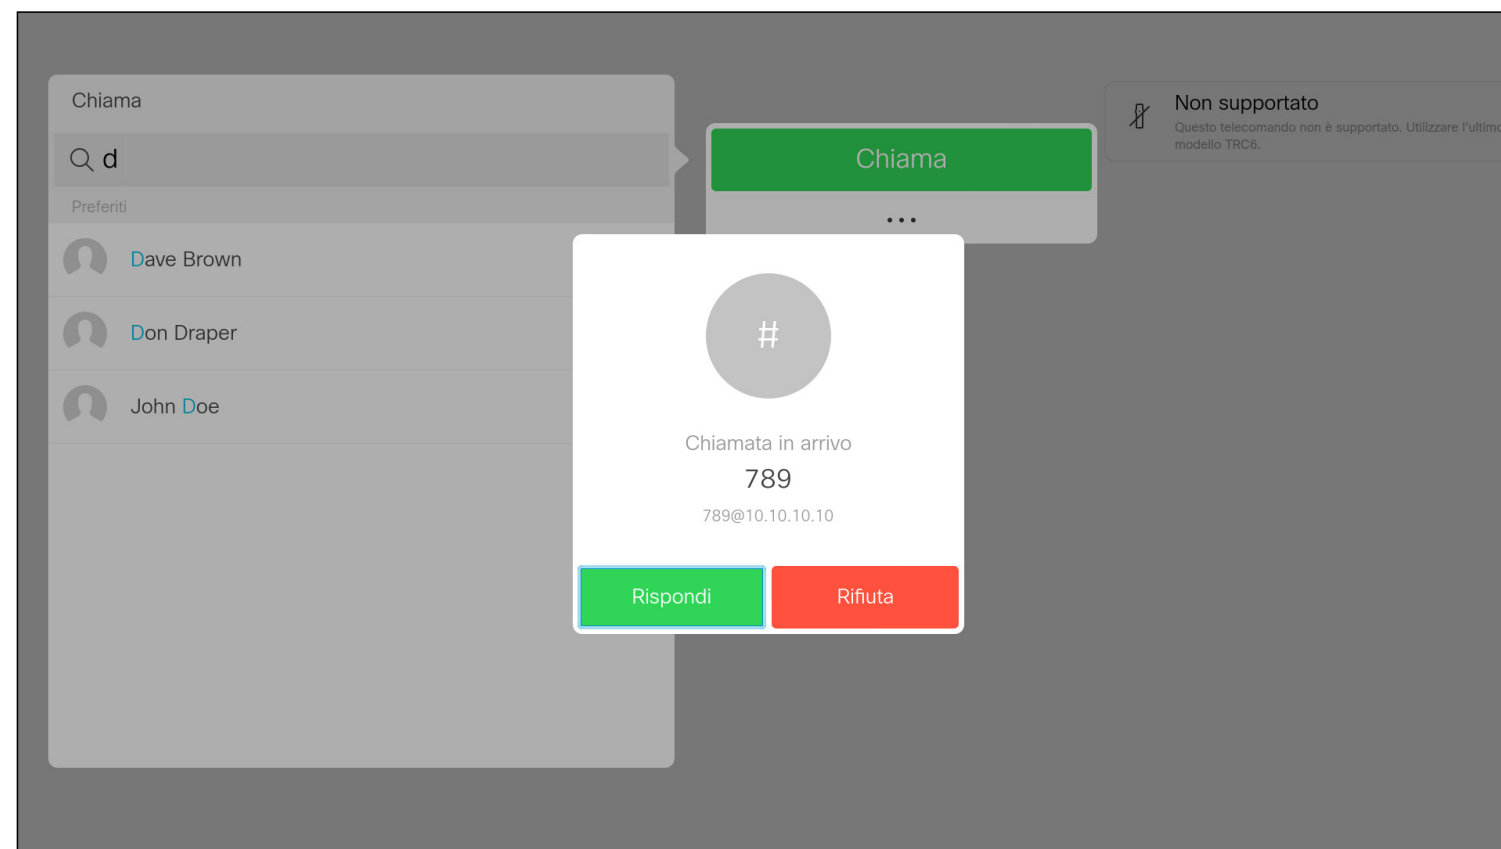 Chiama
d
Preferiti
Dave Brown
Don Draper
John Doe
Chiama
...
Non supportato
Questo telecomando non è supportato. Utilizzare l'ultimo
modello TRC6.
#
Chiamata in arrivo
789
789@10.10.10.10
Rispondi
Rifiuta